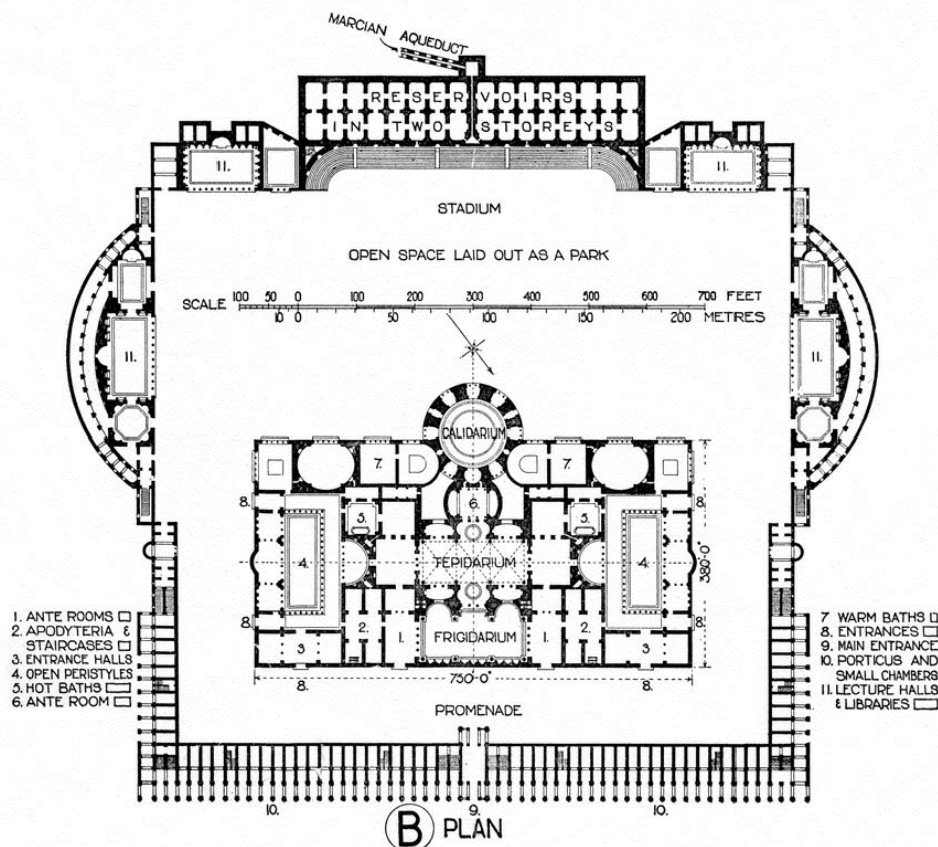 MARCIAN AQUEDUCT
RESERVOIRS
IN TWO STOREYS
11.
11.
STADIUM
OPEN SPACE LAID OUT AS A PARK
SCALE 100 50 0 100 200 300 400 500 600 700 FEET
10 0 50 100 150 200 METRES
11.
11.
CALIDARIUM
7.
7.
8.
6.
8.
5.
5.
4.
TEPIDARIUM
4.
380'-0"
8.
8.
2.
1.
FRIGIDARIUM
1.
2.
3
3
750'-0"
8.
8.
PROMENADE
1. ANTE ROOMS
2. APODYTERIA &
STAIRCASES
3. ENTRANCE HALLS
4. OPEN PERISTYLES
5. HOT BATHS
6. ANTE ROOM
7 WARM BATHS
8. ENTRANCES
9. MAIN ENTRANCE
10. PORTICUS AND
SMALL CHAMBERS
11. LECTURE HALLS
& LIBRARIES
10.
9.
10.
B PLAN